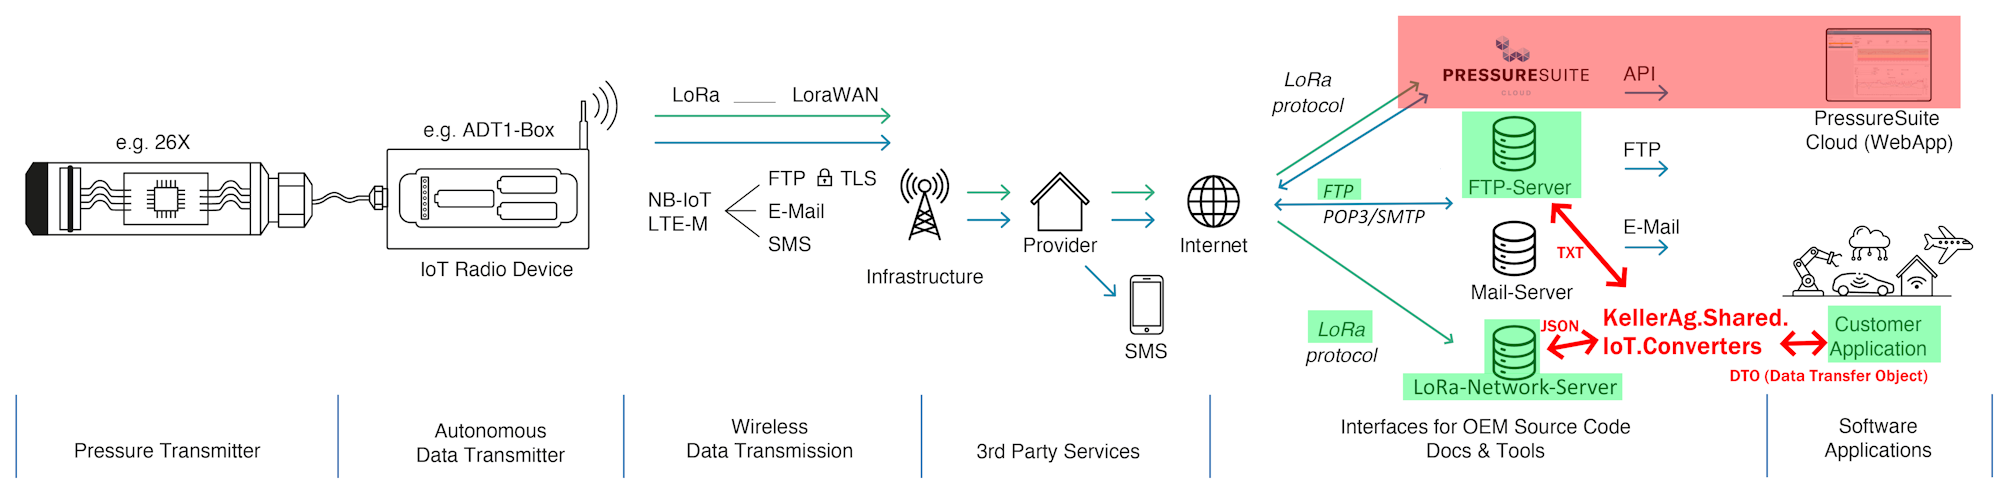 e.g. 26X
e.g. ADT1-Box
IoT Radio Device
LoRa ____ LoraWAN
NB-IoT
LTE-M
FTP TLS
E-Mail
SMS
Infrastructure
Provider
SMS
Internet
LoRa
protocol
FTP
POP3/SMTP
LoRa
protocol
PRESSURESUITE
CLOUD
API
PressureSuite
Cloud (WebApp)
FTP-Server
FTP
TXT
Mail-Server
E-Mail
JSON
KellerAg.Shared.
IoT.Converters
LoRa-Network-Server
Customer
Application
DTO (Data Transfer Object)
Pressure Transmitter
Autonomous
Data Transmitter
Wireless
Data Transmission
3rd Party Services
Interfaces for OEM Source Code
Docs & Tools
Software
Applications